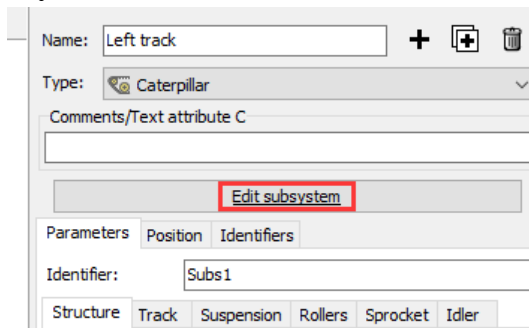 Name: Left track
Type: Caterpillar
Comments/Text attribute C
Edit subsystem
Parameters Position Identifiers
Identifier: Subs1
Structure Track Suspension Rollers Sprocket Idler